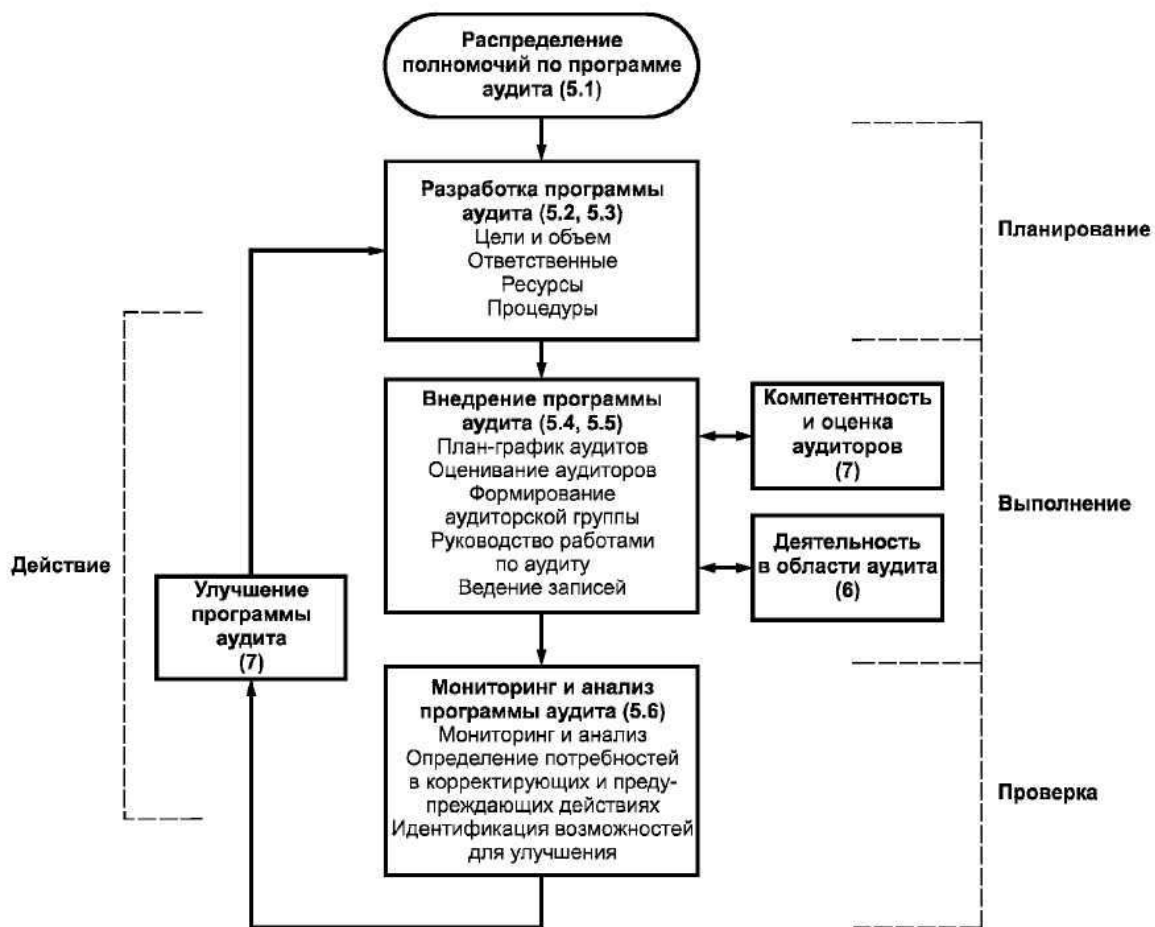 Распределение
полномочий по программе
аудита (5.1)
Разработка программы
аудита (5.2, 5.3)
Цели и объем
Ответственные
Ресурсы
Процедуры
Планирование
Внедрение программы
аудита (5.4, 5.5)
План-график аудитов
Оценивание аудиторов
Формирование
аудиторской группы
Руководство работами
по аудиту
Ведение записей
Компетентность
и оценка
аудиторов
(7)
Деятельность
в области аудита
(6)
Выполнение
Действие
Улучшение
программы
аудита
(7)
Мониторинг и анализ
программы аудита (5.6)
Мониторинг и анализ
Определение потребностей
в корректирующих и преду-
преждающих действиях
Идентификация возможностей
для улучшения
Проверка